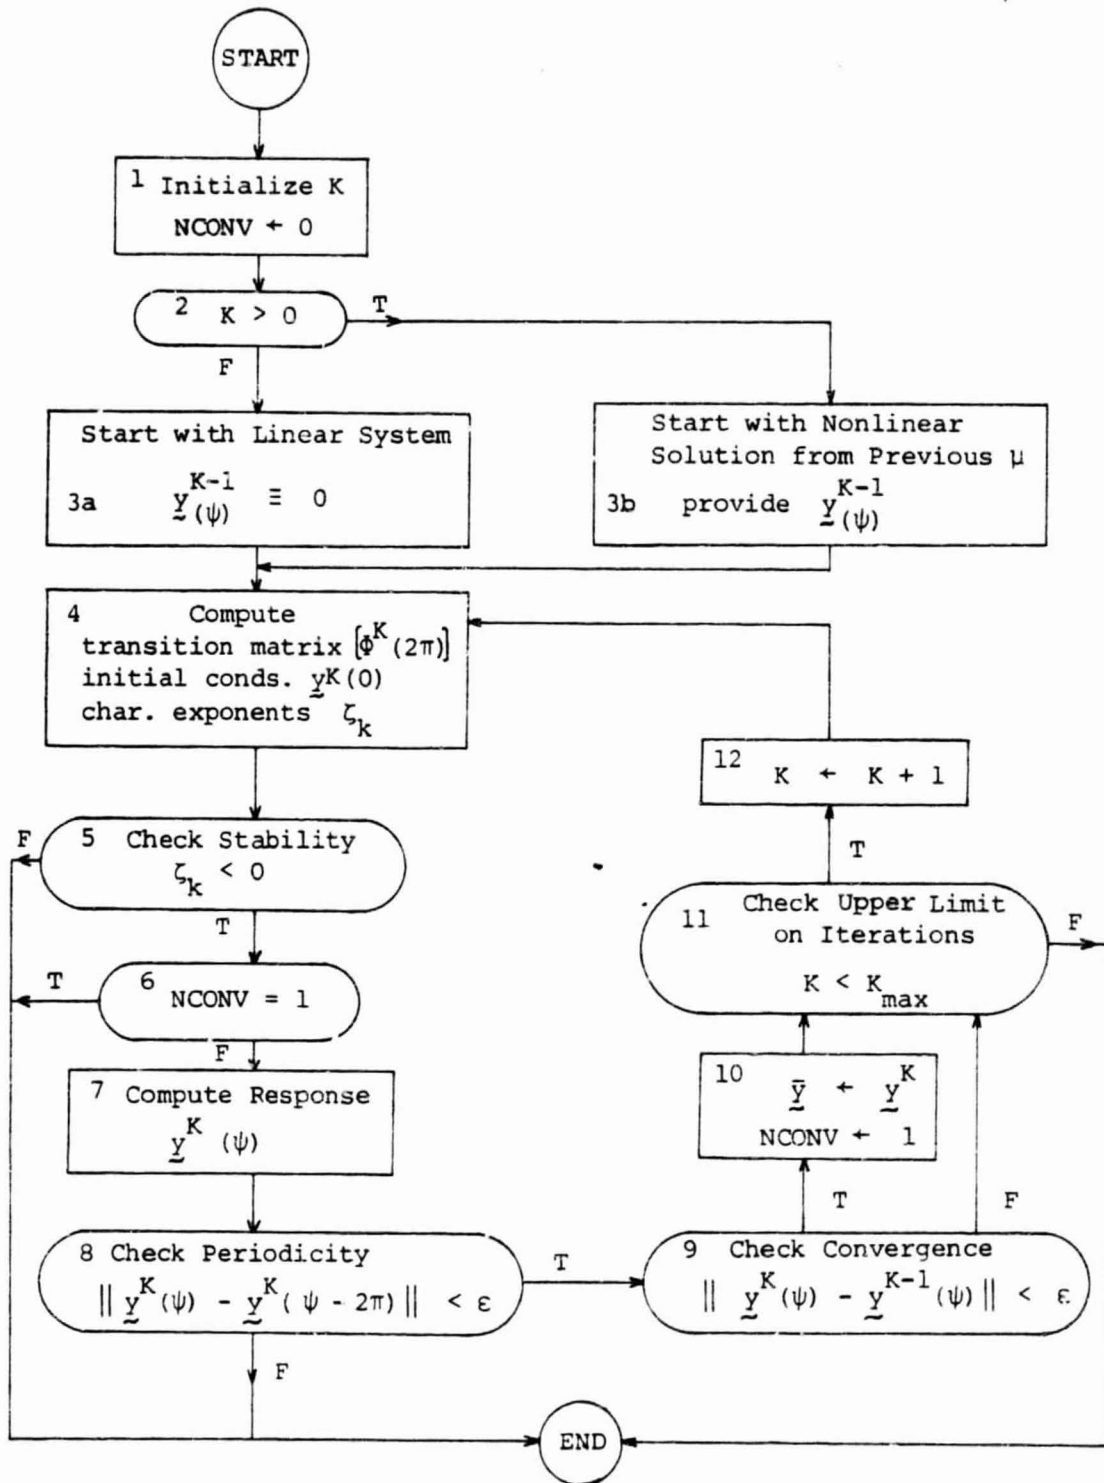 START
1 Initialize K
NCONV ← 0
2 K > 0
T
F
Start with Linear System
3a y^{K-1}(ψ) ≡ 0
Start with Nonlinear
Solution from Previous μ
3b provide y^{K-1}(ψ)
4 Compute
transition matrix [Φ^K(2π)]
initial conds. y^K(0)
char. exponents ζ_k
12 K ← K + 1
T
F
5 Check Stability
ζ_k < 0
T
11 Check Upper Limit
on Iterations
K < K_max
F
T
6 NCONV = 1
F
7 Compute Response
y^K (ψ)
10 ȳ ← y^K
NCONV ← 1
T
F
8 Check Periodicity
|| y^K(ψ) - y^K( ψ - 2π) || < ε
T
9 Check Convergence
|| y^K(ψ) - y^{K-1}(ψ) || < ε
F
END